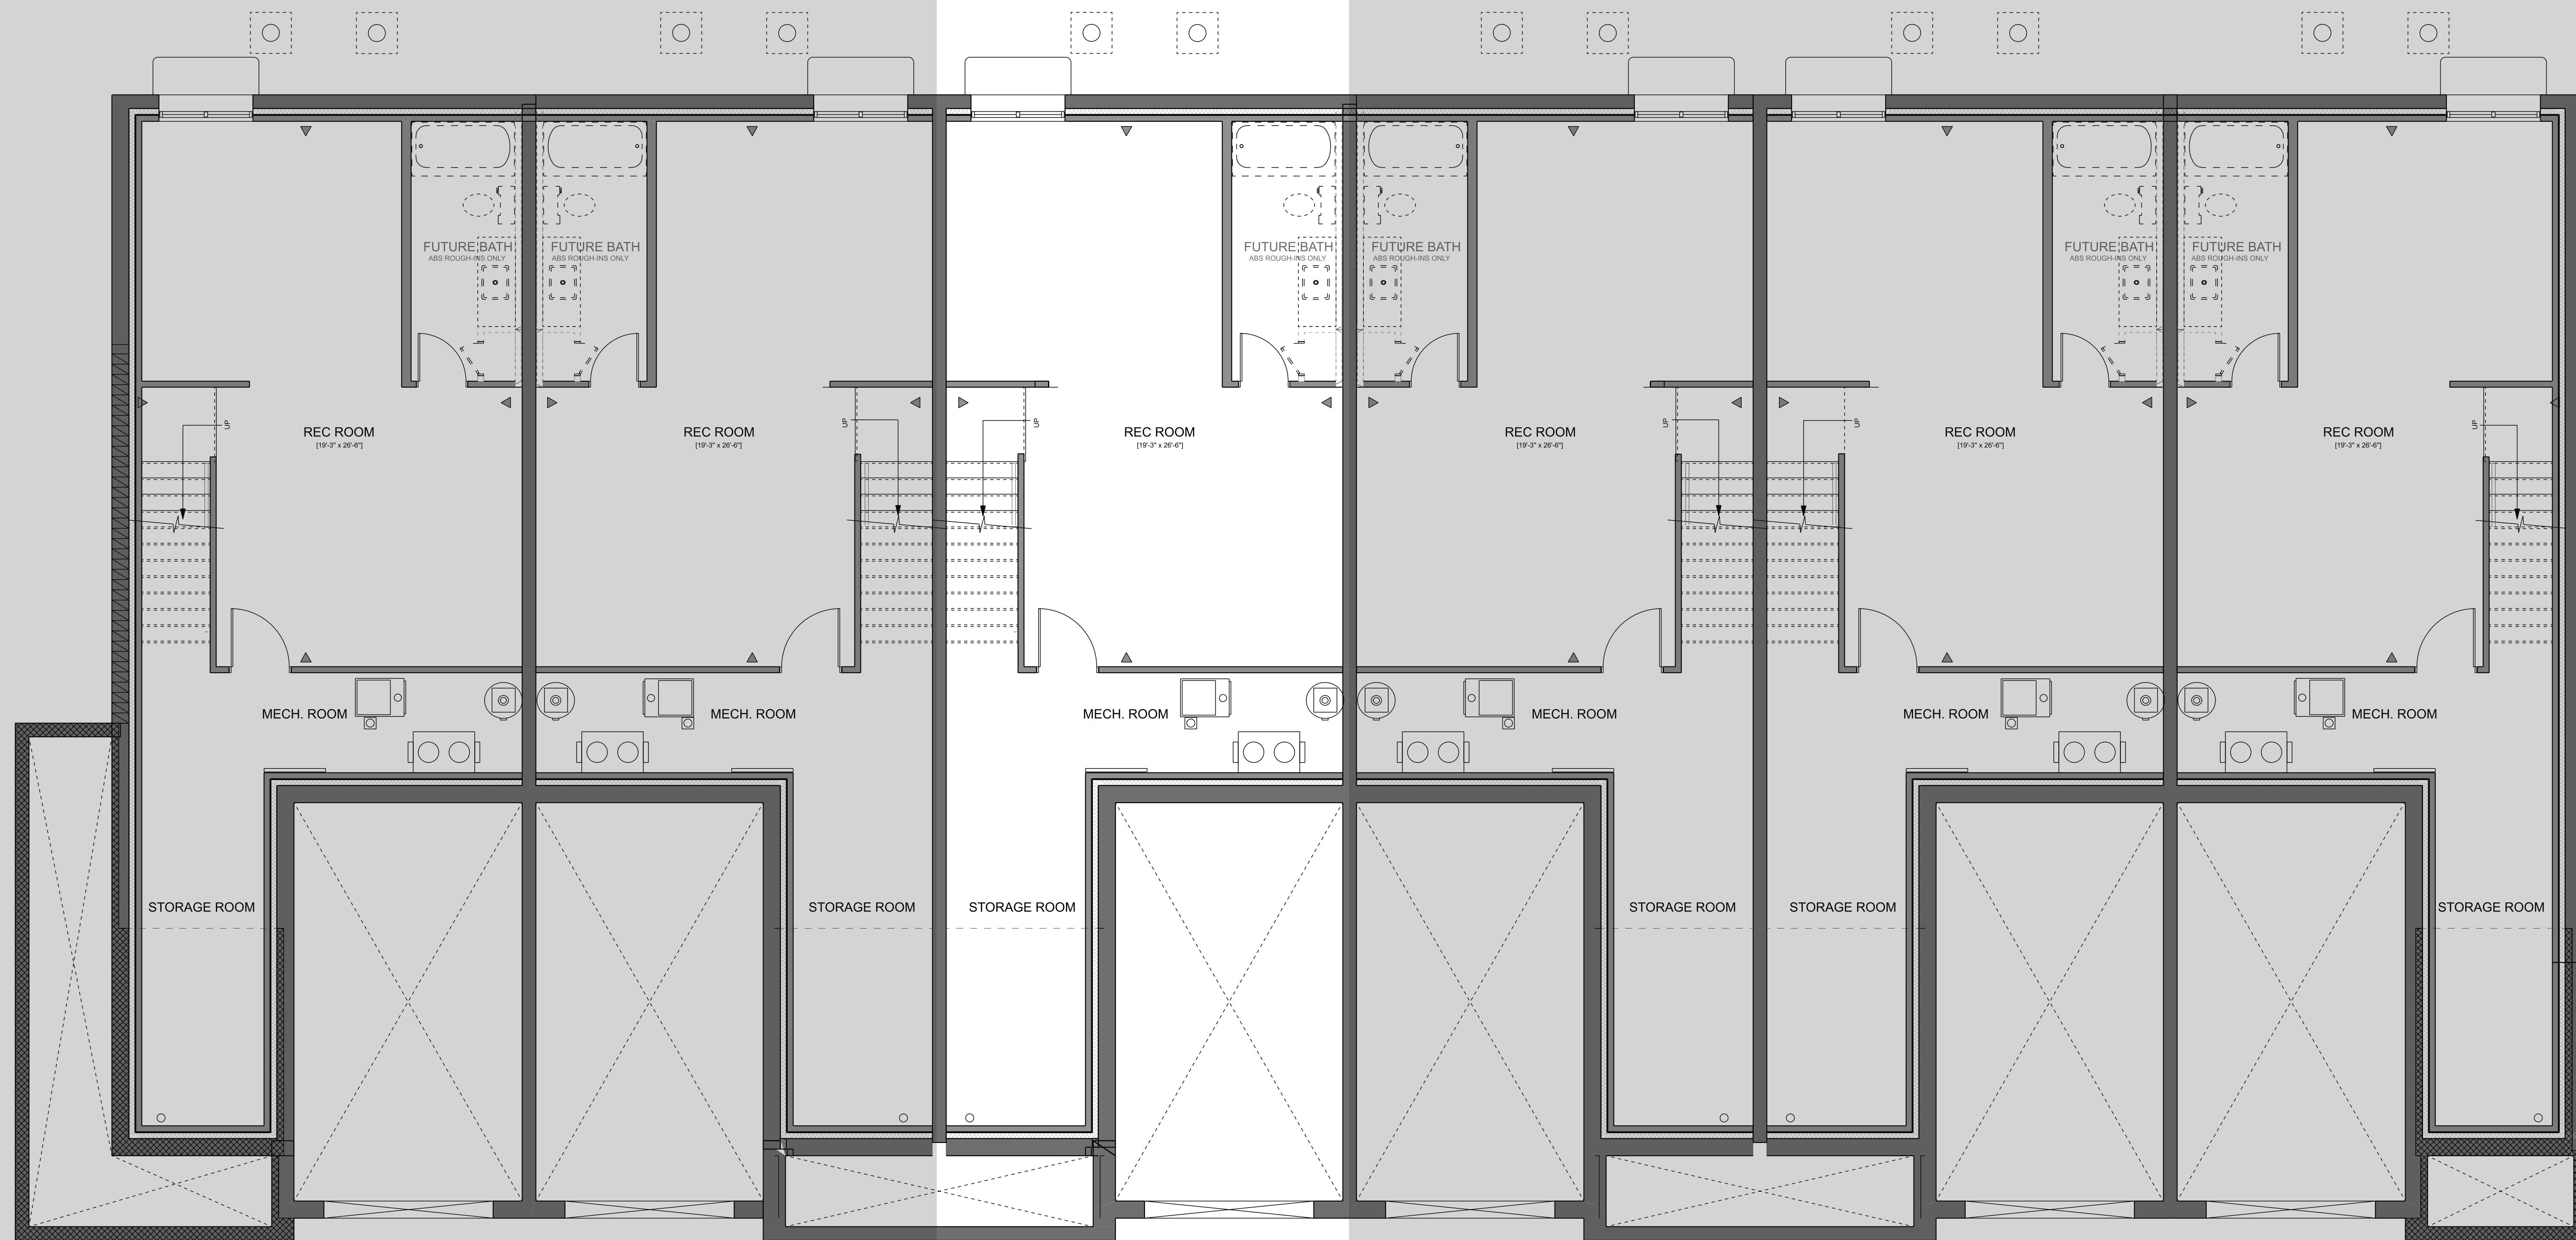 FUTURE BATH
ABS ROUGH-INS ONLY
FUTURE BATH
ABS ROUGH-INS ONLY
FUTURE BATH
ABS ROUGH-INS ONLY
FUTURE BATH
ABS ROUGH-INS ONLY
FUTURE BATH
ABS ROUGH-INS ONLY
FUTURE BATH
ABS ROUGH-INS ONLY
UP
REC ROOM
[19'-3" x 26'-6"]
REC ROOM
[19'-3" x 26'-6"]
UP
UP
REC ROOM
[19'-3" x 26'-6"]
REC ROOM
[19'-3" x 26'-6"]
UP
UP
REC ROOM
[19'-3" x 26'-6"]
REC ROOM
[19'-3" x 26'-6"]
UP
MECH. ROOM
MECH. ROOM
MECH. ROOM
MECH. ROOM
MECH. ROOM
MECH. ROOM
STORAGE ROOM
STORAGE ROOM
STORAGE ROOM
STORAGE ROOM
STORAGE ROOM
STORAGE ROOM